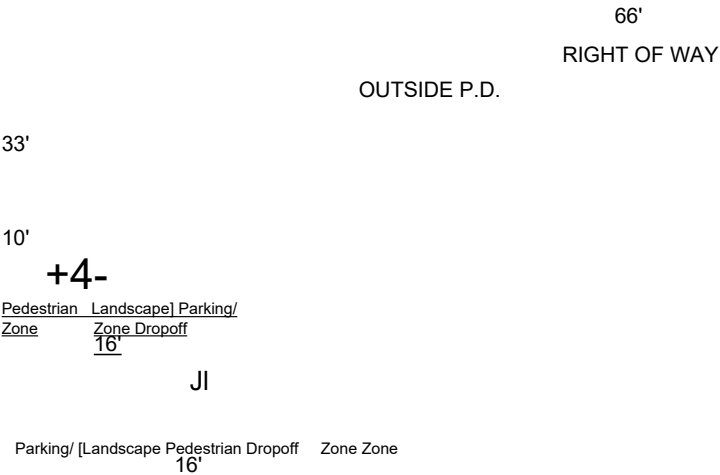 66'
RIGHT OF WAY
OUTSIDE P.D.
33'
10'
+4-
Pedestrian Landscape] Parking/
Zone Zone Dropoff
16'
JI
Parking/ [Landscape Pedestrian Dropoff Zone Zone
16'